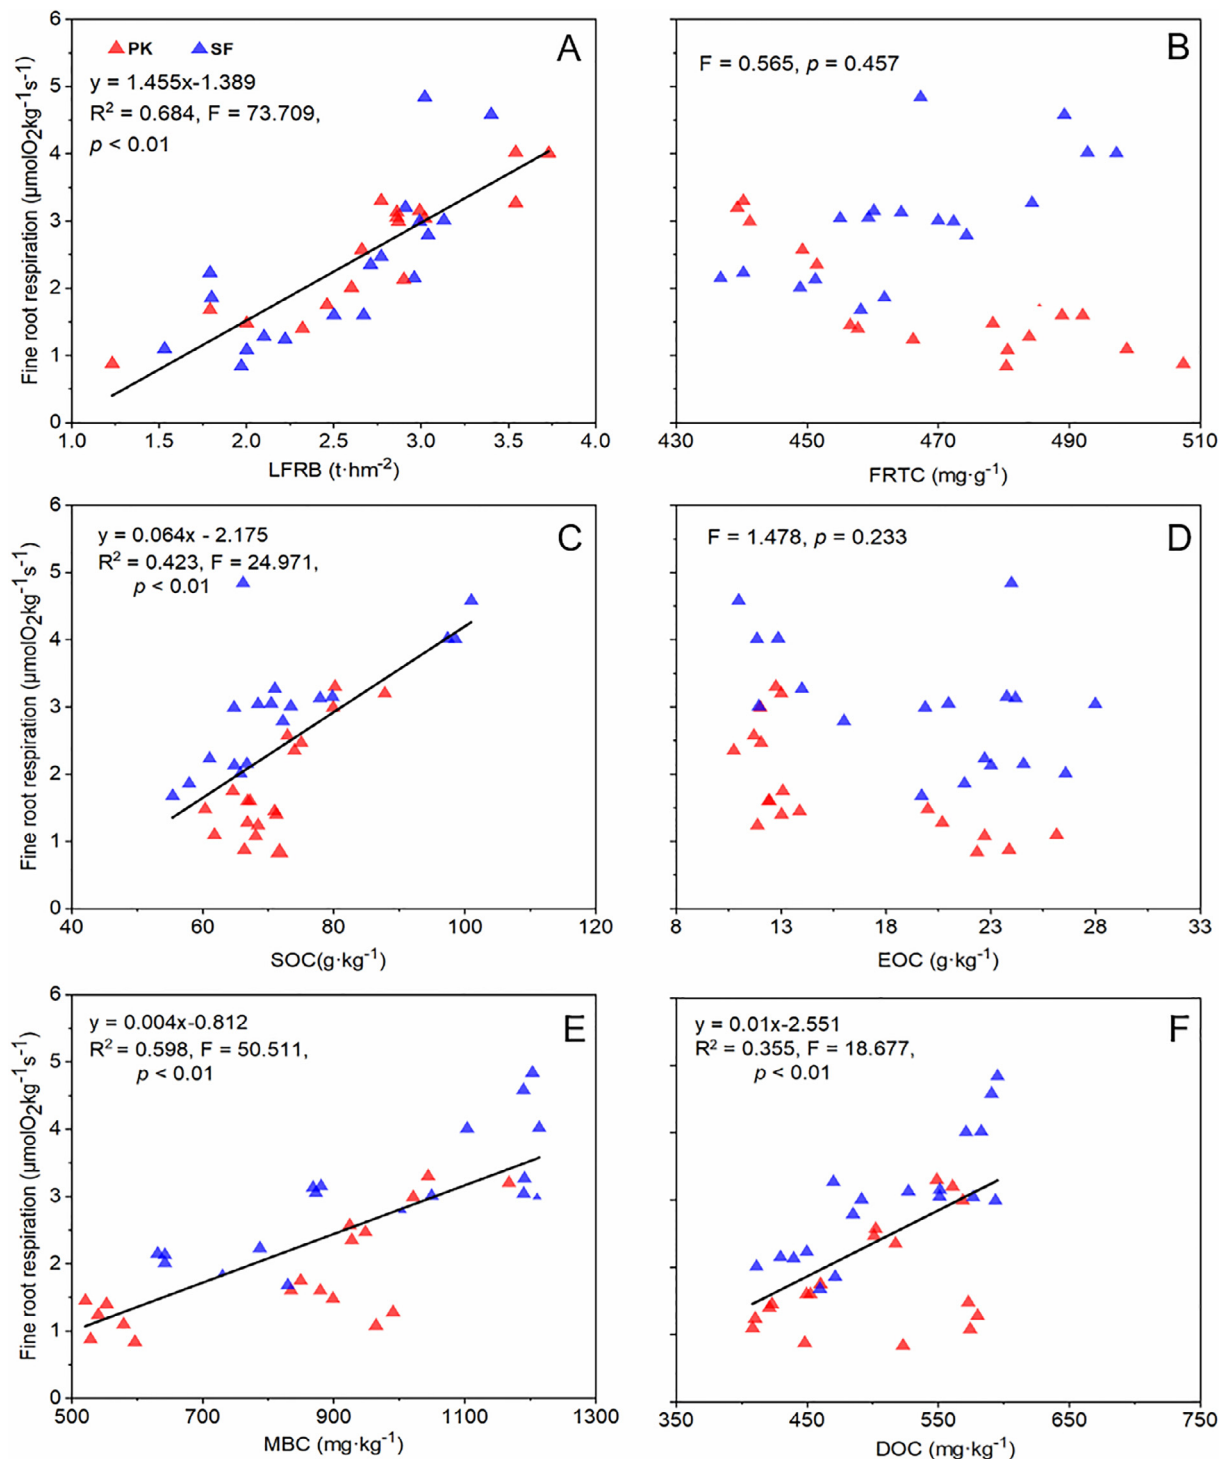 A
PK SF
y = 1.455x-1.389
R² = 0.684, F = 73.709,
p < 0.01
Fine root respiration (μmolO₂kg⁻¹s⁻¹)
6
5
4
3
2
1
0
1.0 1.5 2.0 2.5 3.0 3.5 4.0
LFRB (t·hm⁻²)
B
F = 0.565, p = 0.457
430 450 470 490 510
FRTC (mg·g⁻¹)
C
y = 0.064x - 2.175
R² = 0.423, F = 24.971,
p < 0.01
Fine root respiration (μmolO₂kg⁻¹s⁻¹)
6
5
4
3
2
1
0
40 60 80 100 120
SOC(g·kg⁻¹)
D
F = 1.478, p = 0.233
8 13 18 23 28 33
EOC (g·kg⁻¹)
E
y = 0.004x-0.812
R² = 0.598, F = 50.511,
p < 0.01
Fine root respiration (μmolO₂kg⁻¹s⁻¹)
6
5
4
3
2
1
0
500 700 900 1100 1300
MBC (mg·kg⁻¹)
F
y = 0.01x-2.551
R² = 0.355, F = 18.677,
p < 0.01
350 450 550 650 750
DOC (mg·kg⁻¹)